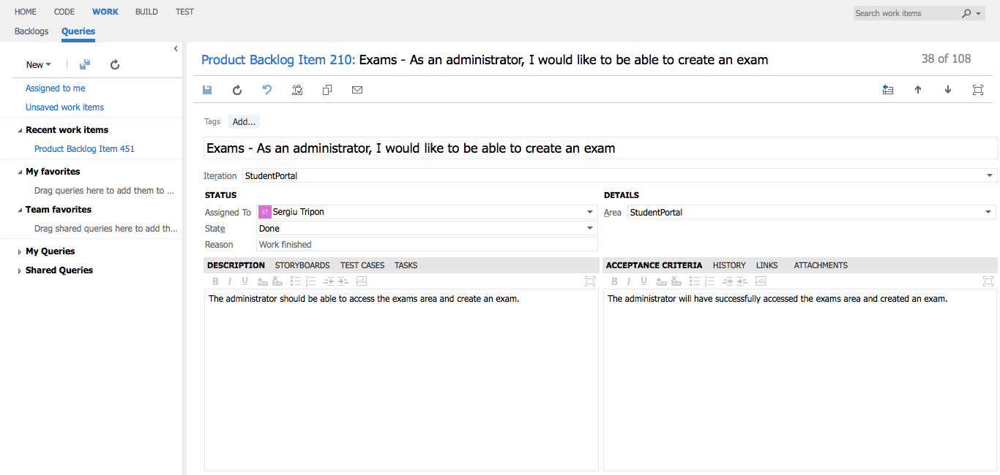 HOME CODE WORK BUILD TEST
Search work items
Backlogs Queries
New
Assigned to me
Unsaved work items
Recent work items
Product Backlog Item 451
My favorites
Drag queries here to add them to ...
Team favorites
Drag shared queries here to add th...
My Queries
Shared Queries
Product Backlog Item 210: Exams - As an administrator, I would like to be able to create an exam
38 of 108
Tags Add...
Exams - As an administrator, I would like to be able to create an exam
Iteration StudentPortal
STATUS
Assigned To ST Sergiu Tripon
State Done
Reason Work finished
DETAILS
Area StudentPortal
DESCRIPTION STORYBOARDS TEST CASES TASKS
B I U
The administrator should be able to access the exams area and create an exam.
ACCEPTANCE CRITERIA HISTORY LINKS ATTACHMENTS
B I U
The administrator will have successfully accessed the exams area and created an exam.